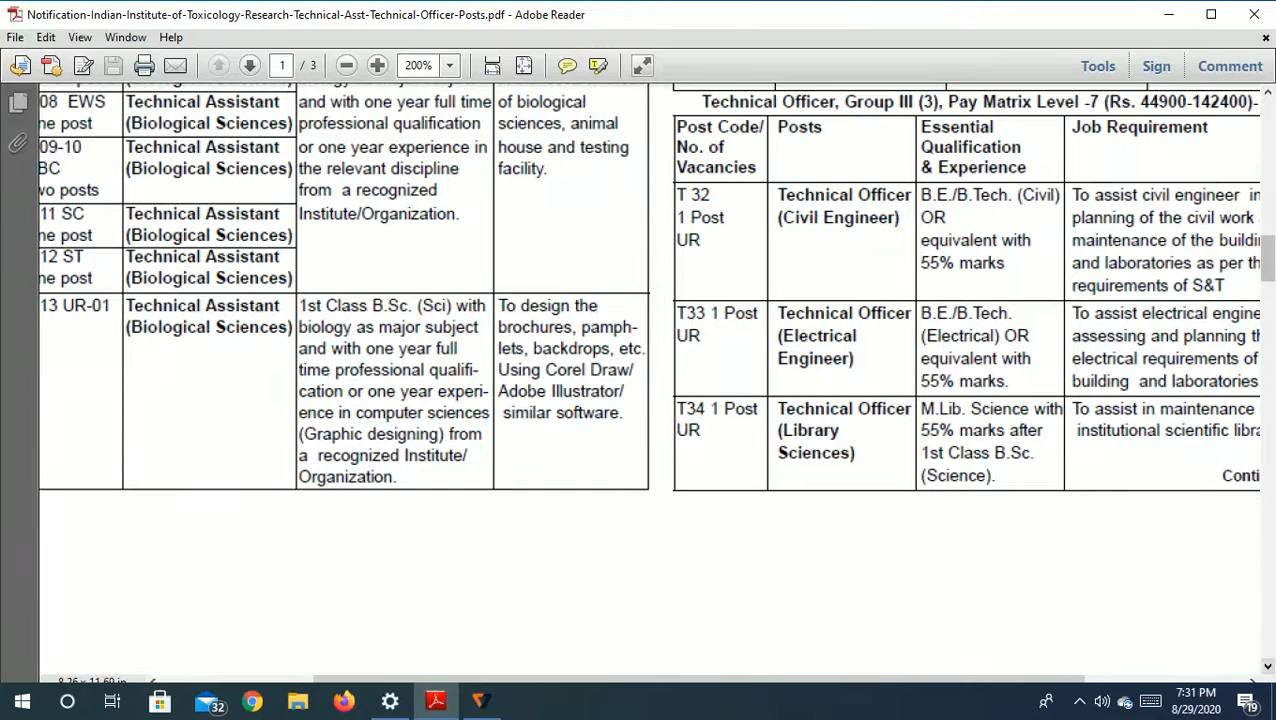 Notification-Indian-Institute-of-Toxicology-Research-Technical-Asst-Technical-Officer-Posts.pdf - Adobe Reader
File Edit View Window Help
1 / 3 200% Tools Sign Comment
08 EWS
ne post
Technical Assistant
(Biological Sciences)
09-10
BC
wo posts
Technical Assistant
(Biological Sciences)
11 SC
ne post
Technical Assistant
(Biological Sciences)
12 ST
ne post
Technical Assistant
(Biological Sciences)
and with one year full time
professional qualification
or one year experience in
the relevant discipline
from a recognized
Institute/Organization.
of biological
sciences, animal
house and testing
facility.
13 UR-01
Technical Assistant
(Biological Sciences)
1st Class B.Sc. (Sci) with
biology as major subject
and with one year full
time professional qualifi-
cation or one year experi-
ence in computer sciences
(Graphic designing) from
a recognized Institute/
Organization.
To design the
brochures, pamph-
lets, backdrops, etc.
Using Corel Draw/
Adobe Illustrator/
similar software.
Technical Officer, Group III (3), Pay Matrix Level -7 (Rs. 44900-142400)-
Post Code/
No. of
Vacancies
Posts
Essential
Qualification
& Experience
Job Requirement
T 32
1 Post
UR
Technical Officer
(Civil Engineer)
B.E./B.Tech. (Civil)
OR
equivalent with
55% marks
To assist civil engineer in
planning of the civil work
maintenance of the buildin
and laboratories as per th
requirements of S&T
T33 1 Post
UR
Technical Officer
(Electrical
Engineer)
B.E./B.Tech.
(Electrical) OR
equivalent with
55% marks.
To assist electrical engine
assessing and planning th
electrical requirements of
building and laboratories
T34 1 Post
UR
Technical Officer
(Library
Sciences)
M.Lib. Science with
55% marks after
1st Class B.Sc.
(Science).
To assist in maintenance
institutional scientific libra
Conti
8.26 x 11.69 in
32
7:31 PM
8/29/2020
19